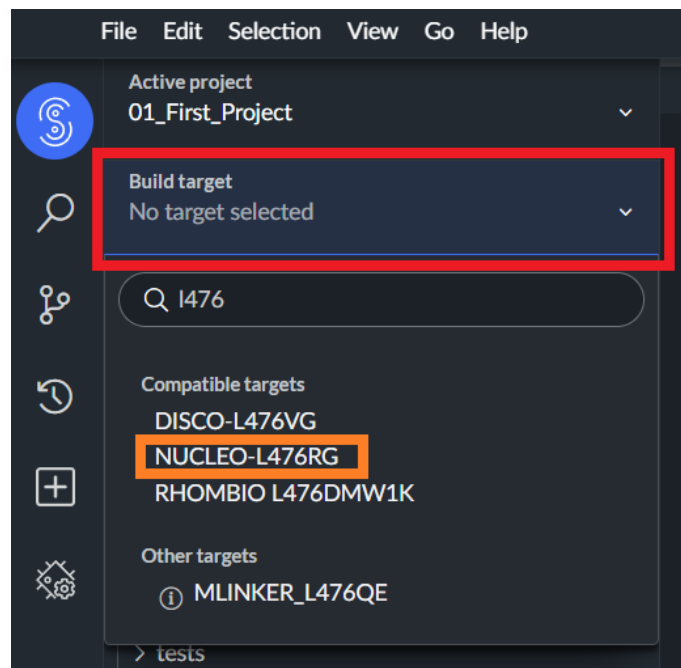 File Edit Selection View Go Help
Active project
01_First_Project
Build target
No target selected
l476
Compatible targets
DISCO-L476VG
NUCLEO-L476RG
RHOMBIO L476DMW1K
Other targets
MLINKER_L476QE
> tests